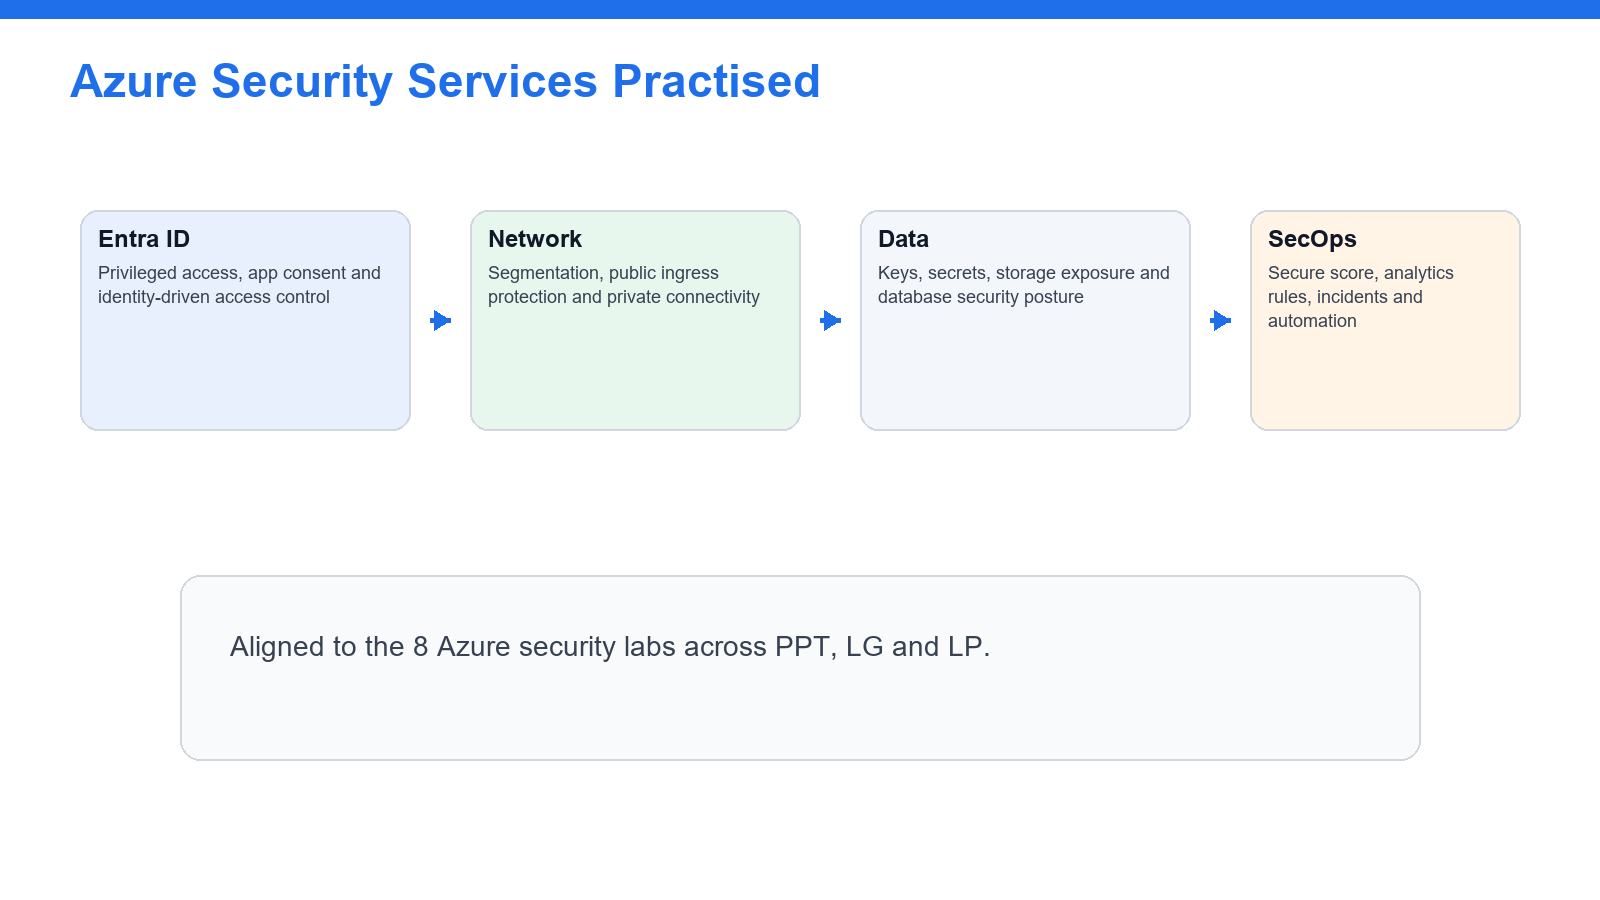 Azure Security Services Practised
Entra ID
Privileged access, app consent and
identity-driven access control
Network
Segmentation, public ingress
protection and private connectivity
Data
Keys, secrets, storage exposure and
database security posture
SecOps
Secure score, analytics
rules, incidents and
automation
Aligned to the 8 Azure security labs across PPT, LG and LP.